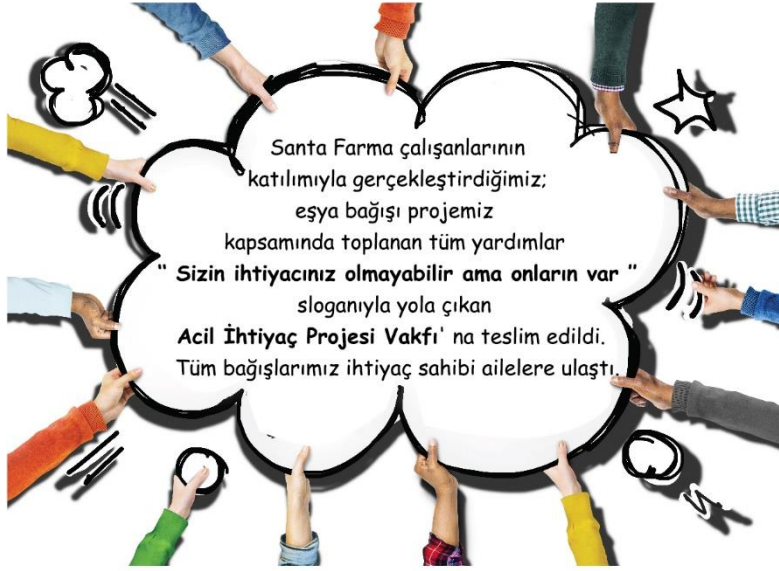 Santa Farma çalışanlarının
katılımıyla gerçekleştirdiğimiz;
eşya bağışı projemiz
kapsamında toplanan tüm yardımlar
" Sizin ihtiyacınız olmayabilir ama onların var "
sloganıyla yola çıkan
Acil İhtiyaç Projesi Vakfı' na teslim edildi.
Tüm bağışlarımız ihtiyaç sahibi ailelere ulaştı.